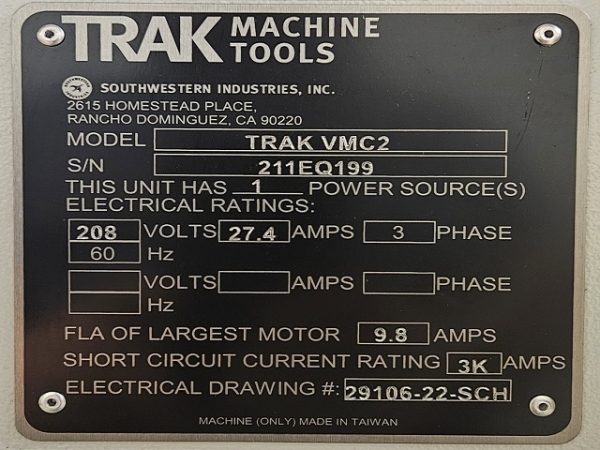 TRAK MACHINE TOOLS
SOUTHWESTERN INDUSTRIES, INC.
2615 HOMESTEAD PLACE,
RANCHO DOMINGUEZ, CA 90220
MODEL TRAK VMC2
S/N 211EQ199
THIS UNIT HAS 1 POWER SOURCE(S)
ELECTRICAL RATINGS:
208 VOLTS 27.4 AMPS 3 PHASE
60 Hz
VOLTS AMPS PHASE
Hz
FLA OF LARGEST MOTOR 9.8 AMPS
SHORT CIRCUIT CURRENT RATING 3K AMPS
ELECTRICAL DRAWING #: 29106-22-SCH
MACHINE (ONLY) MADE IN TAIWAN